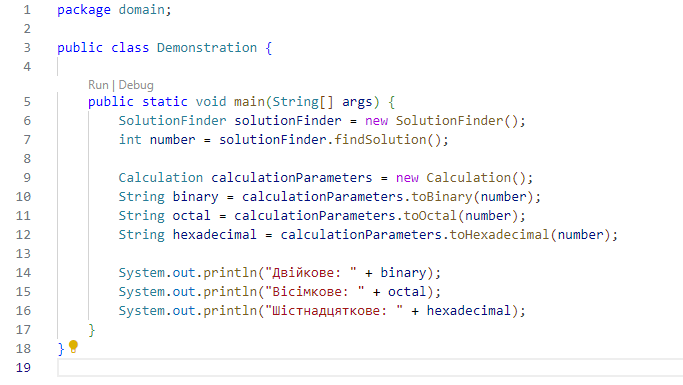 1 package domain;
2
3 public class Demonstration {
4
Run | Debug
5 public static void main(String[] args) {
6 SolutionFinder solutionFinder = new SolutionFinder();
7 int number = solutionFinder.findSolution();
8
9 Calculation calculationParameters = new Calculation();
10 String binary = calculationParameters.toBinary(number);
11 String octal = calculationParameters.toOctal(number);
12 String hexadecimal = calculationParameters.toHexadecimal(number);
13
14 System.out.println("Двійкове: " + binary);
15 System.out.println("Вісімкове: " + octal);
16 System.out.println("Шістнадцяткове: " + hexadecimal);
17 }
18 }
19